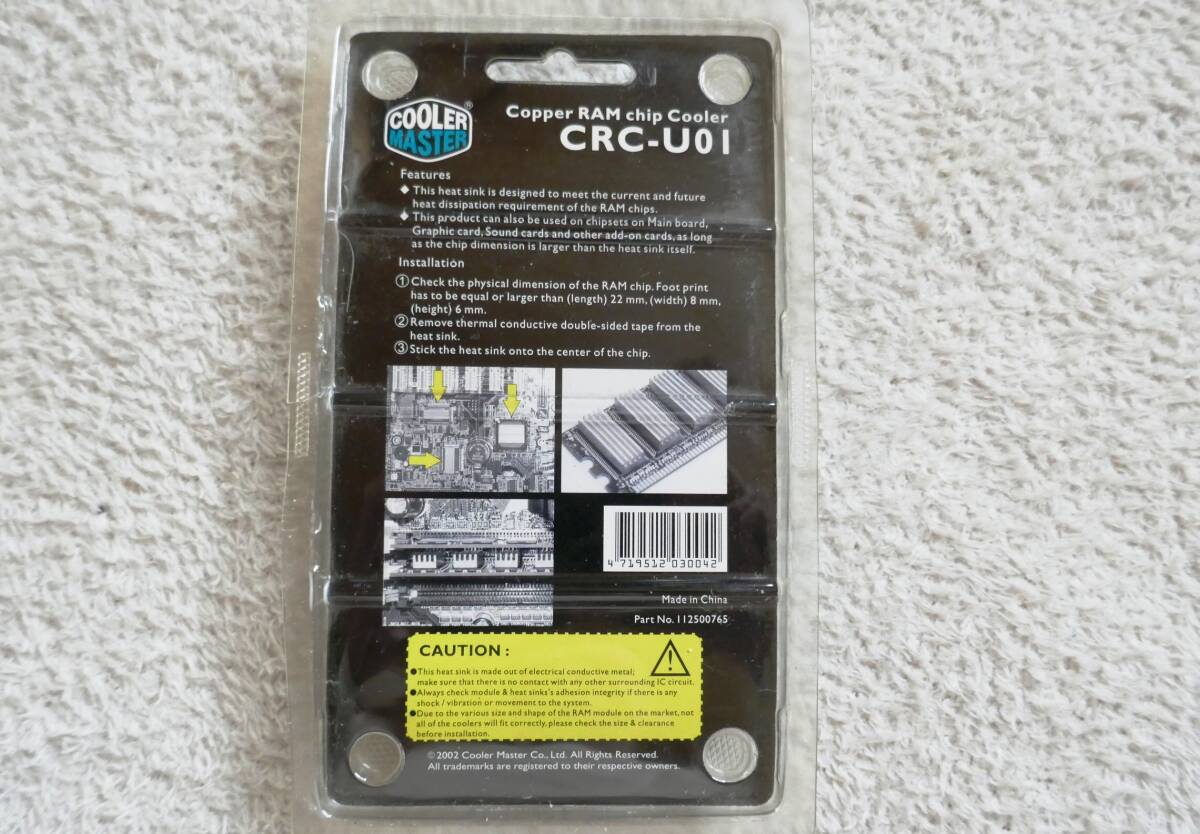 COOLER
MASTER
®
Copper RAM chip Cooler
CRC-U01
Features
◆ This heat sink is designed to meet the current and future
heat dissipation requirement of the RAM chips.
◆ This product can also be used on chipsets on Main board,
Graphic card, Sound cards and other add-on cards, as long
as the chip dimension is larger than the heat sink itself.
Installation
① Check the physical dimension of the RAM chip. Foot print
has to be equal or larger than (length) 22 mm, (width) 8 mm,
(height) 6 mm.
② Remove thermal conductive double-sided tape from the
heat sink.
③ Stick the heat sink onto the center of the chip.
4 719512 030042
Made in China
Part No. 112500765
CAUTION :
●This heat sink is made out of electrical conductive metal;
make sure that there is no contact with any other surrounding IC circuit.
●Always check module & heat sinks's adhesion integrity if there is any
shock / vibration or movement to the system.
●Due to the various size and shape of the RAM module on the market, not
all of the coolers will fit correctly, please check the size & clearance
before installation.
©2002 Cooler Master Co., Ltd. All Rights Reserved.
All trademarks are registered to their respective owners.